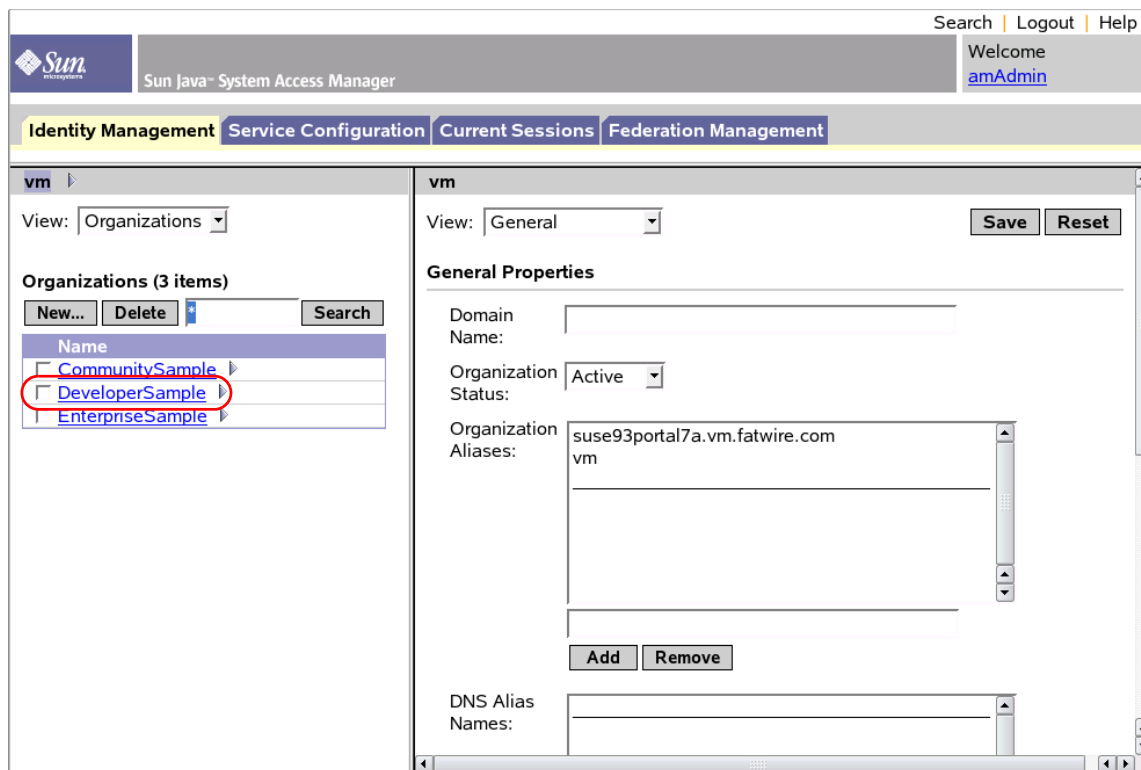 Search | Logout | Help
Sun
microsystems
Sun Java™ System Access Manager
Welcome
amAdmin
Identity Management Service Configuration Current Sessions Federation Management
vm
View: Organizations
Organizations (3 items)
New... Delete * Search
Name
CommunitySample
DeveloperSample
EnterpriseSample
vm
View: General Save Reset
General Properties
Domain
Name:
Organization
Status: Active
Organization
Aliases:
suse93portal7a.vm.fatwire.com
vm
Add Remove
DNS Alias
Names: